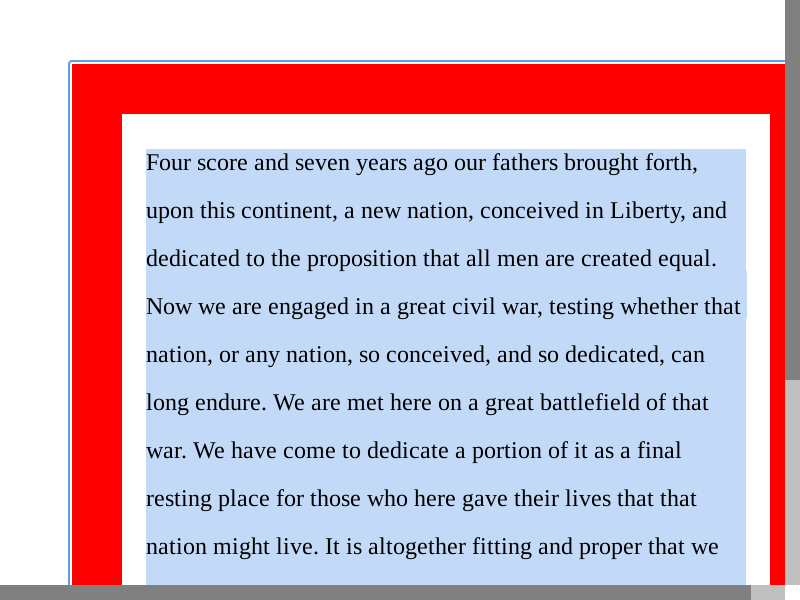 Four score and seven years ago our fathers brought forth,
upon this continent, a new nation, conceived in Liberty, and
dedicated to the proposition that all men are created equal.
Now we are engaged in a great civil war, testing whether that
nation, or any nation, so conceived, and so dedicated, can
long endure. We are met here on a great battlefield of that
war. We have come to dedicate a portion of it as a final
resting place for those who here gave their lives that that
nation might live. It is altogether fitting and proper that we